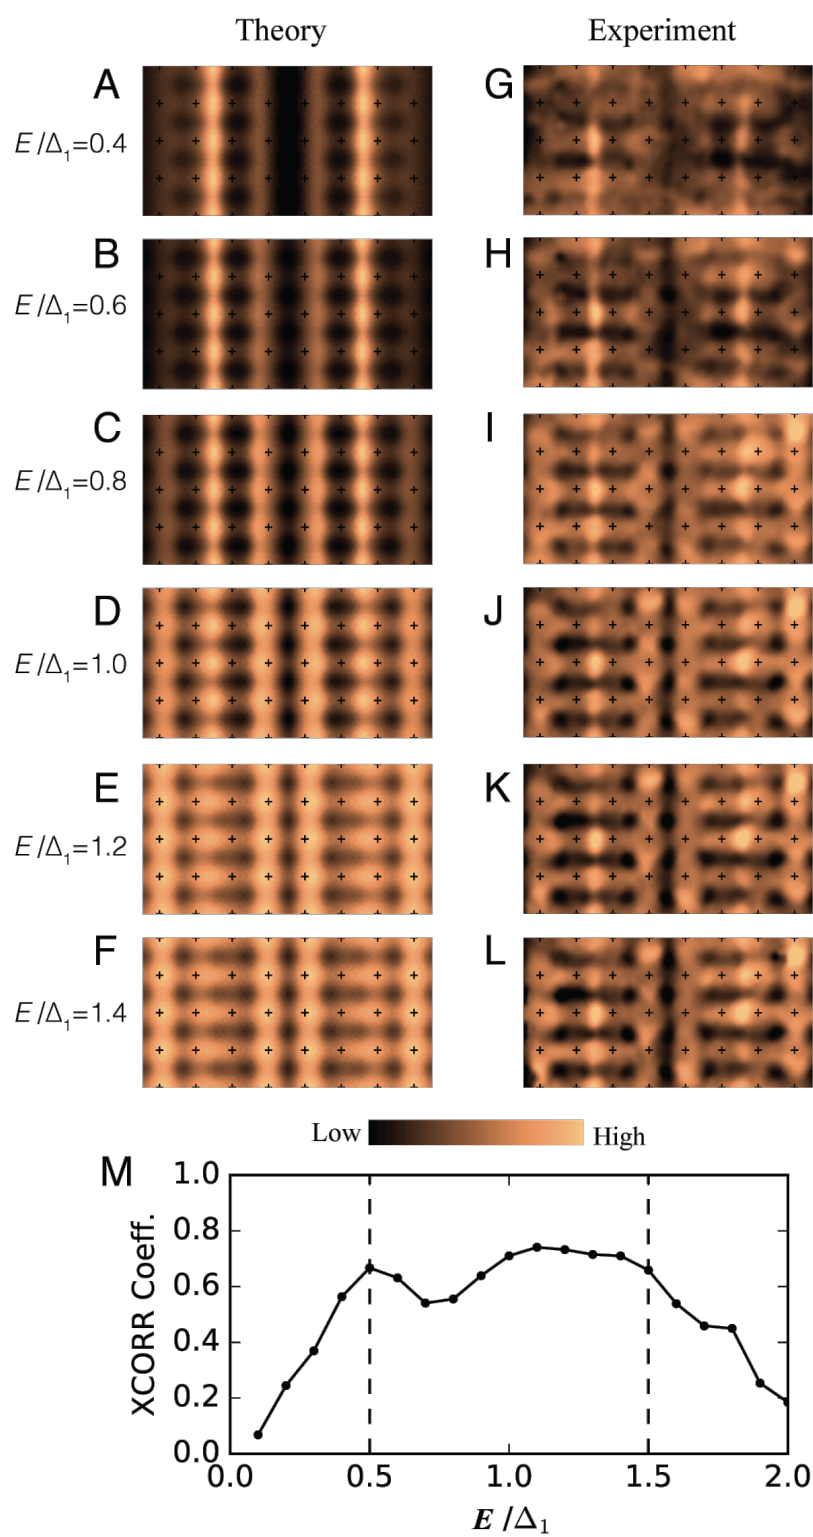 Theory Experiment
A G
E/Δ1=0.4
B H
E/Δ1=0.6
C I
E/Δ1=0.8
D J
E/Δ1=1.0
E K
E/Δ1=1.2
F L
E/Δ1=1.4
Low High
M
XCORR Coeff.
1.0
0.8
0.6
0.4
0.2
0.0
0.0 0.5 1.0 1.5 2.0
E/Δ1